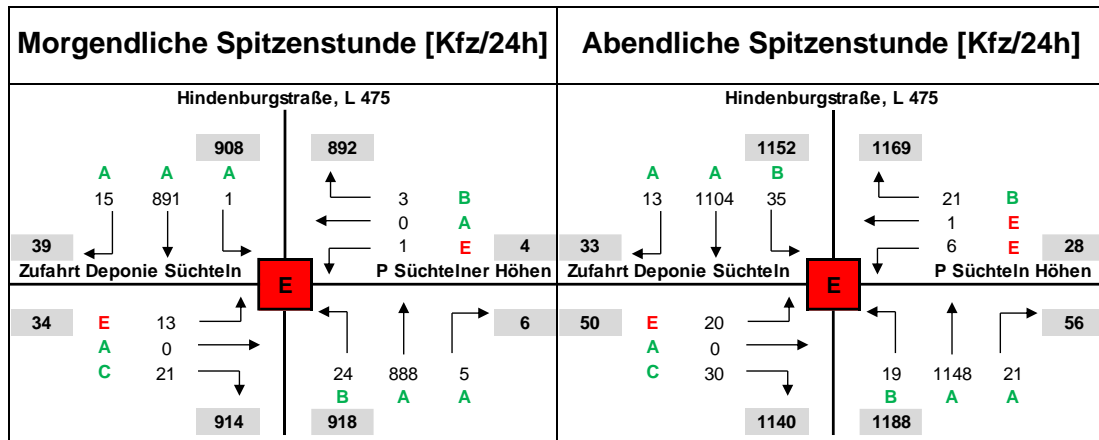 Morgendliche Spitzenstunde [Kfz/24h]
Hindenburgstraße, L 475
908 892
A A A
15 891 1
3 B
0 A
1 E
39 4
Zufahrt Deponie Süchteln P Süchtelner Höhen
E
34 6
E 13
A 0
C 21
24 888 5
B A A
914 918
Abendliche Spitzenstunde [Kfz/24h]
Hindenburgstraße, L 475
1152 1169
A A B
13 1104 35
21 B
1 E
6 E
33 28
Zufahrt Deponie Süchteln P Süchteln Höhen
E
50 56
E 20
A 0
C 30
19 1148 21
B A A
1140 1188